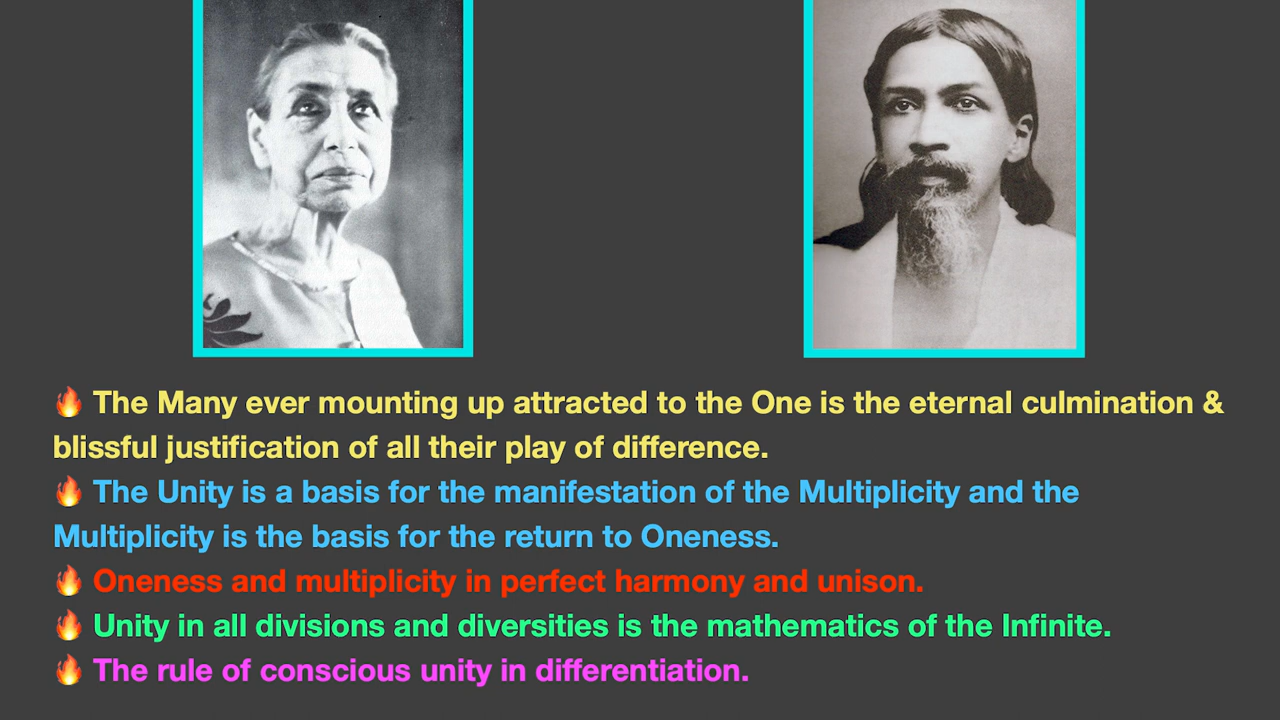 🔥 The Many ever mounting up attracted to the One is the eternal culmination &
blissful justification of all their play of difference.
🔥 The Unity is a basis for the manifestation of the Multiplicity and the
Multiplicity is the basis for the return to Oneness.
🔥 Oneness and multiplicity in perfect harmony and unison.
🔥 Unity in all divisions and diversities is the mathematics of the Infinite.
🔥 The rule of conscious unity in differentiation.